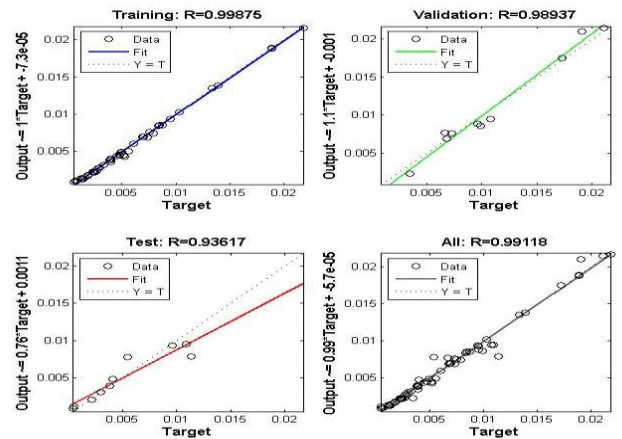 Training: R=0.99875
Output ~= 1*Target + -7.3e-05
0.02
0.015
0.01
0.005
Data
Fit
Y = T
0.005 0.01 0.015 0.02
Target
Validation: R=0.98937
Output ~= 1.1*Target + -0.001
0.02
0.015
0.01
0.005
Data
Fit
Y = T
0.005 0.01 0.015 0.02
Target
Test: R=0.93617
Output ~= 0.76*Target + 0.0011
0.02
0.015
0.01
0.005
Data
Fit
Y = T
0.005 0.01 0.015 0.02
Target
All: R=0.99118
Output ~= 0.99*Target + -5.7e-05
0.02
0.015
0.01
0.005
Data
Fit
Y = T
0.005 0.01 0.015 0.02
Target